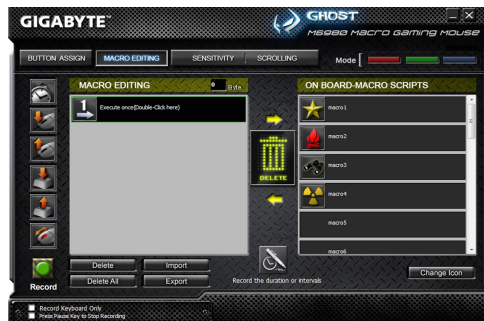 GIGABYTE™
GHOST
M6980 Macro Gaming Mouse
BUTTON ASSIGN
MACRO EDITING
SENSITIVITY
SCROLLING
Mode
MACRO EDITING
0 Byte
ON BOARD-MACRO SCRIPTS
1
Execute once(Double-Click here)
macro1
macro2
macro3
macro4
macro5
macro6
DELETE
Delete
Import
Delete All
Export
Record
Record the duration or intervals
Change Icon
Record Keyboard Only
Press Pause Key to Stop Recording